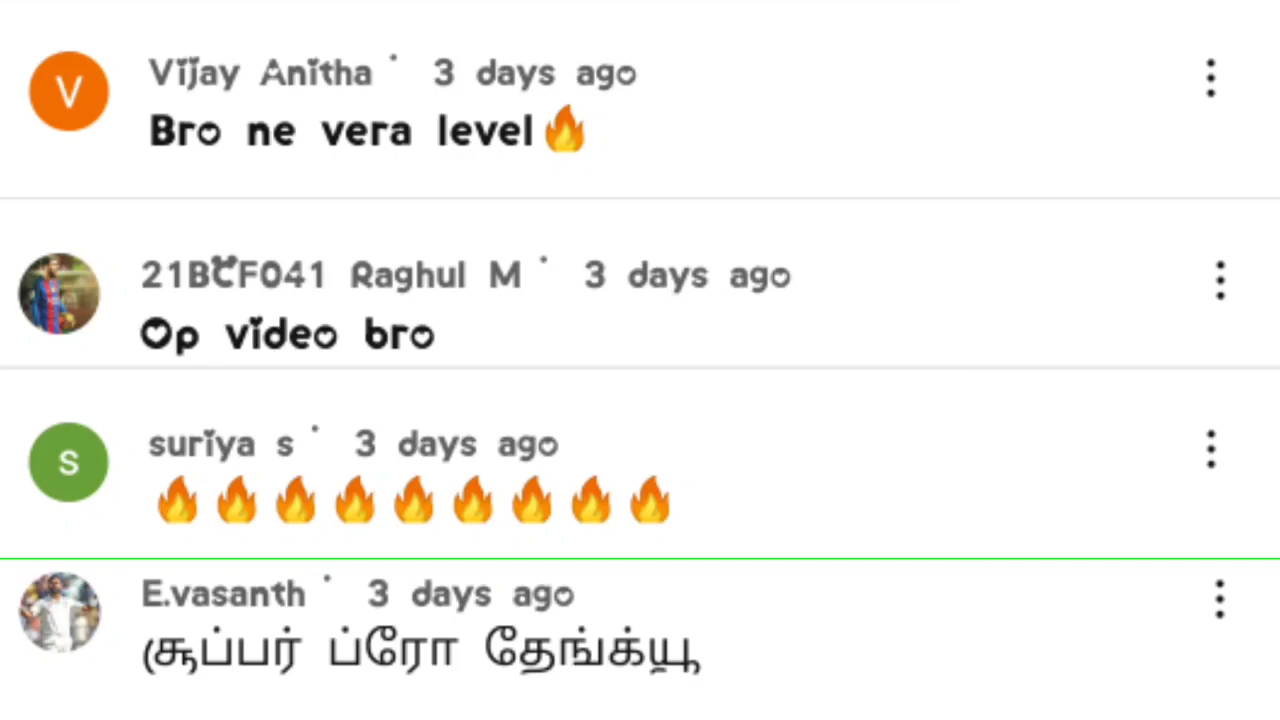 Vijay Anitha · 3 days ago
Bro ne vera level🔥
21BCF041 Raghul M · 3 days ago
Op video bro
suriya s · 3 days ago
🔥🔥🔥🔥🔥🔥🔥🔥🔥
E.vasanth · 3 days ago
சூப்பர் ப்ரோ தேங்க்யூ